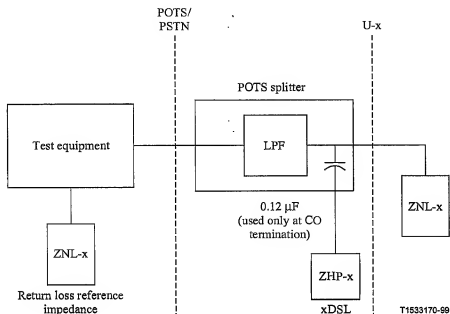 POTS/
PSTN
U-x
POTS splitter
Test equipment
LPF
0.12 µF
(used only at CO
termination)
ZNL-x
ZNL-x
ZHP-x
Return loss reference
impedance
xDSL
T1533170-99